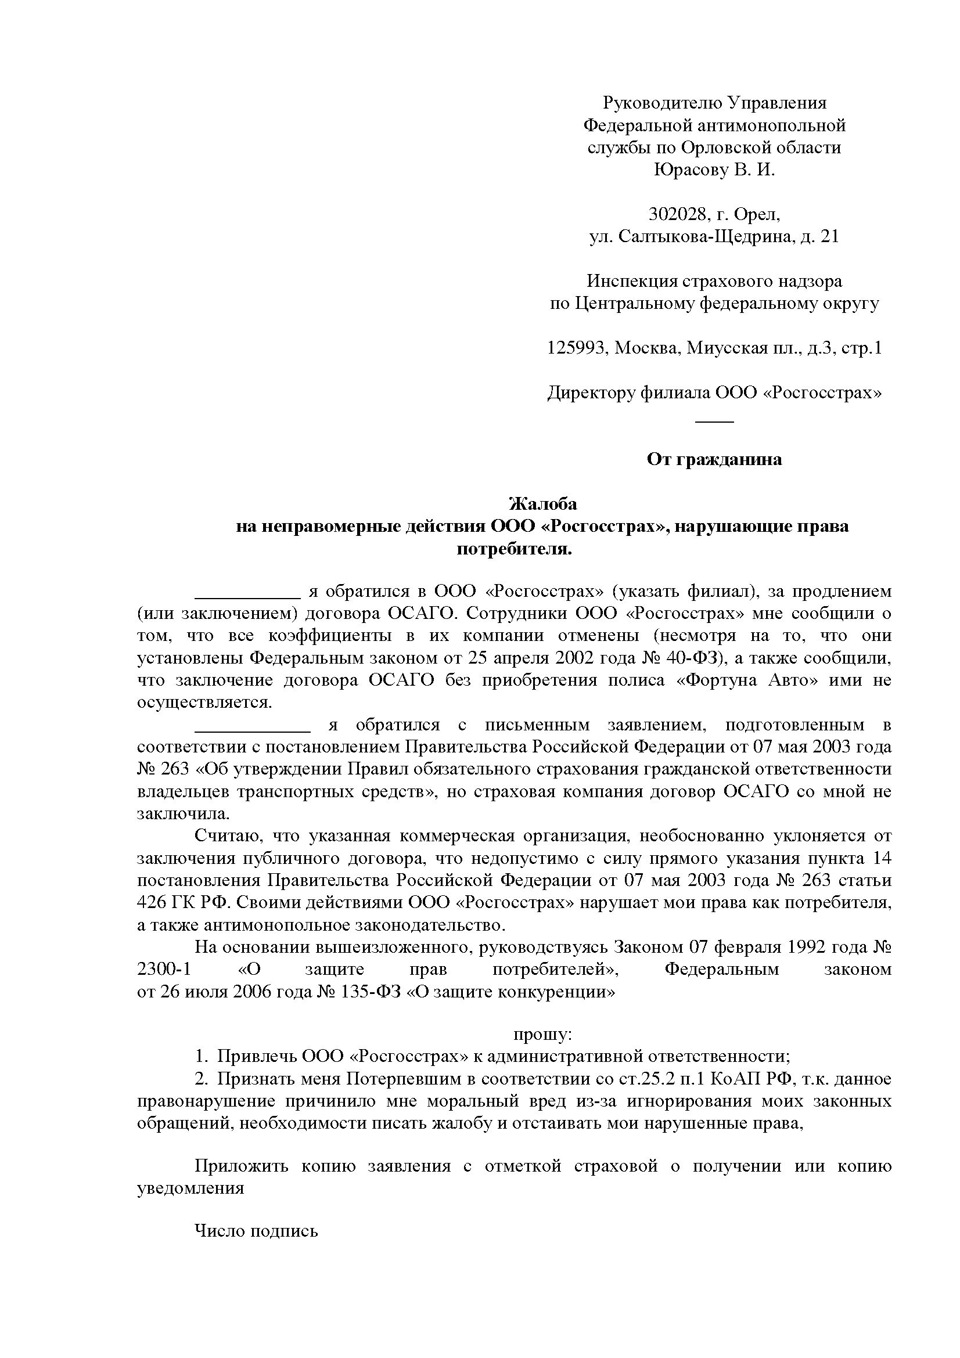 Руководителю Управления
Федеральной антимонопольной
службы по Орловской области
Юрасову В. И.
302028, г. Орел,
ул. Салтыкова-Щедрина, д. 21
Инспекция страхового надзора
по Центральному федеральному округу
125993, Москва, Миусская пл., д.3, стр.1
Директору филиала ООО «Росгосстрах»
____
От гражданина
Жалоба
на неправомерные действия ООО «Росгосстрах», нарушающие права
потребителя.
___________ я обратился в ООО «Росгосстрах» (указать филиал), за продлением
(или заключением) договора ОСАГО. Сотрудники ООО «Росгосстрах» мне сообщили о
том, что все коэффициенты в их компании отменены (несмотря на то, что они
установлены Федеральным законом от 25 апреля 2002 года № 40-ФЗ), а также сообщили,
что заключение договора ОСАГО без приобретения полиса «Фортуна Авто» ими не
осуществляется.
____________ я обратился с письменным заявлением, подготовленным в
соответствии с постановлением Правительства Российской Федерации от 07 мая 2003 года
№ 263 «Об утверждении Правил обязательного страхования гражданской ответственности
владельцев транспортных средств», но страховая компания договор ОСАГО со мной не
заключила.
Считаю, что указанная коммерческая организация, необоснованно уклоняется от
заключения публичного договора, что недопустимо с силу прямого указания пункта 14
постановления Правительства Российской Федерации от 07 мая 2003 года № 263 статьи
426 ГК РФ. Своими действиями ООО «Росгосстрах» нарушает мои права как потребителя,
а также антимонопольное законодательство.
На основании вышеизложенного, руководствуясь Законом 07 февраля 1992 года №
2300-1 «О защите прав потребителей», Федеральным законом
от 26 июля 2006 года № 135-ФЗ «О защите конкуренции»
прошу:
1. Привлечь ООО «Росгосстрах» к административной ответственности;
2. Признать меня Потерпевшим в соответствии со ст.25.2 п.1 КоАП РФ, т.к. данное
правонарушение причинило мне моральный вред из-за игнорирования моих законных
обращений, необходимости писать жалобу и отстаивать мои нарушенные права,
Приложить копию заявления с отметкой страховой о получении или копию
уведомления
Число подпись